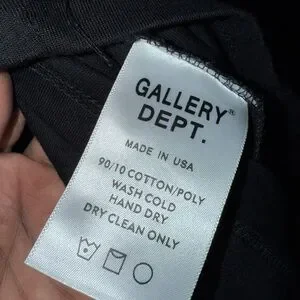 GALLERY®
DEPT.
MADE IN USA
90/10 COTTON/POLY
WASH COLD
HAND DRY
DRY CLEAN ONLY